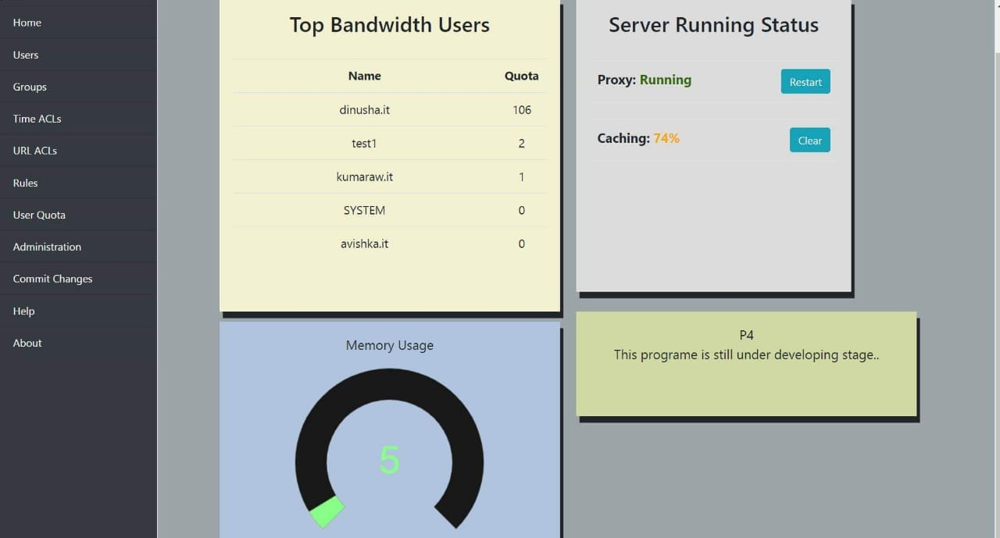 Home
Users
Groups
Time ACLs
URL ACLs
Rules
User Quota
Administration
Commit Changes
Help
About
Top Bandwidth Users
Name Quota
dinusha.it 106
test1 2
kumaraw.it 1
SYSTEM 0
avishka.it 0
Server Running Status
Proxy: Running Restart
Caching: 74% Clear
Memory Usage
5
P4
This programe is still under developing stage..